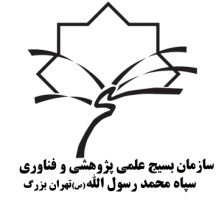 سازمان بسیج علمی پژوهشی و فناوری
سپاه محمد رسول الله(ص)تهران بزرگ